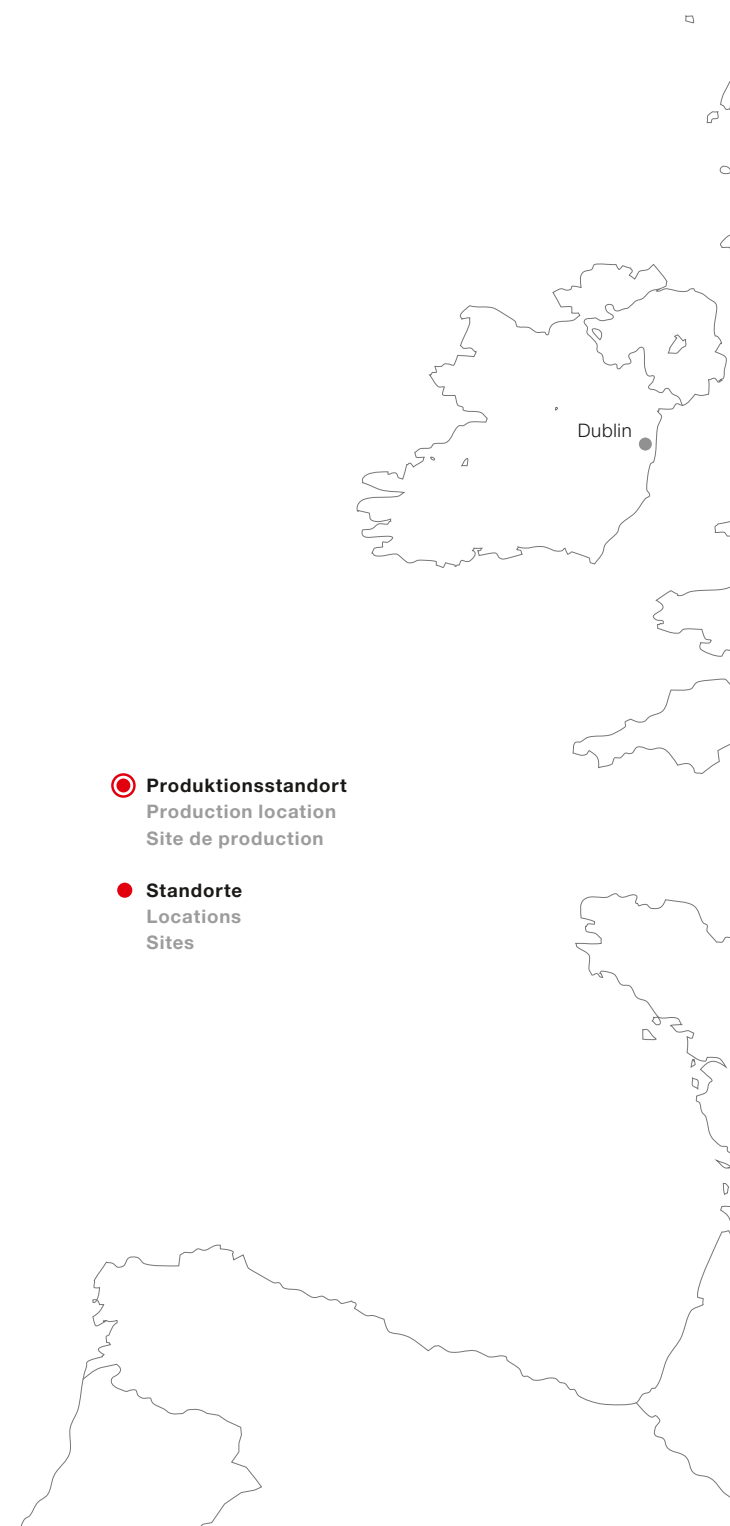 Dublin
Produktionsstandort
Production location
Site de production
Standorte
Locations
Sites